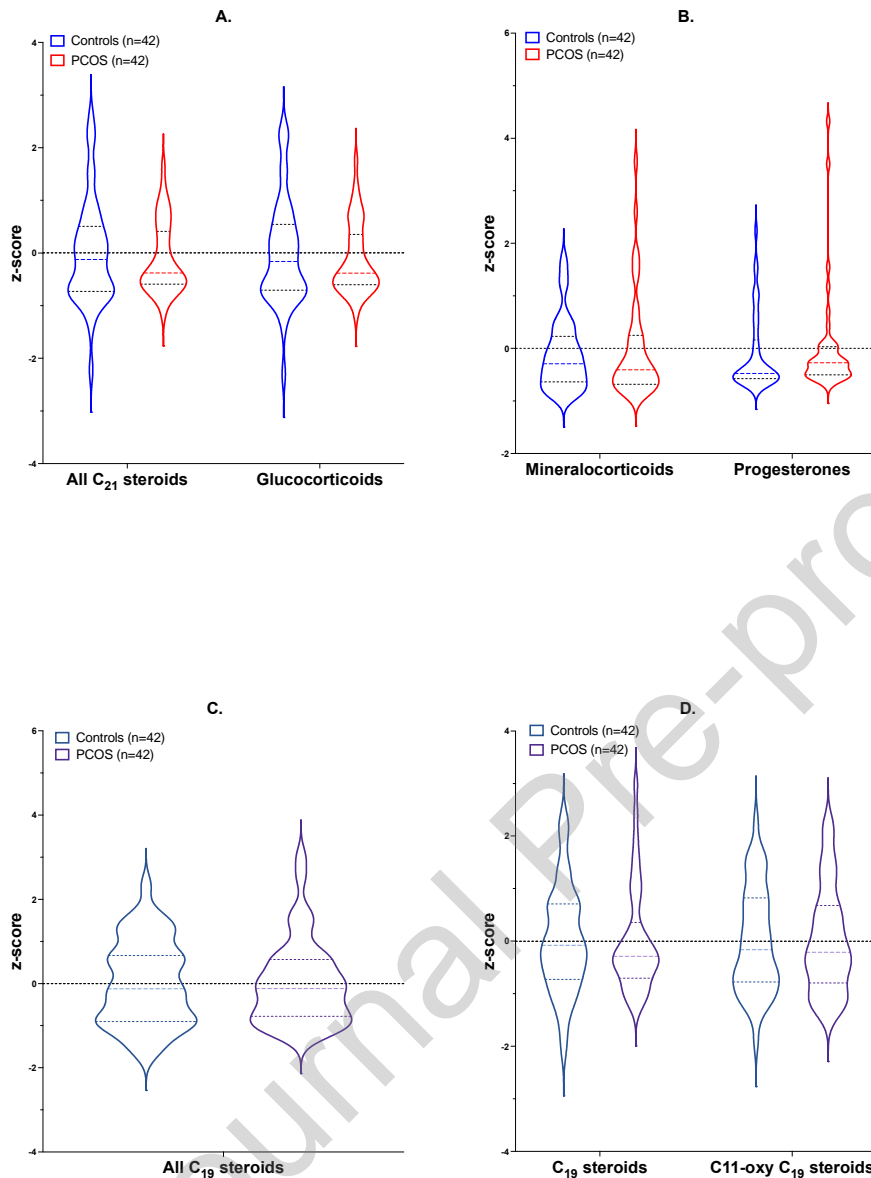 A.
Controls (n=42)
PCOS (n=42)
4
2
0
-2
-4
z-score
All C21 steroids
Glucocorticoids
B.
Controls (n=42)
PCOS (n=42)
6
4
2
0
-2
z-score
Mineralocorticoids
Progesterones
C.
Controls (n=42)
PCOS (n=42)
6
4
2
0
-2
-4
z-score
All C19 steroids
D.
Controls (n=42)
PCOS (n=42)
4
2
0
-2
-4
z-score
C19 steroids
C11-oxy C19 steroids
ournal Pre-pro